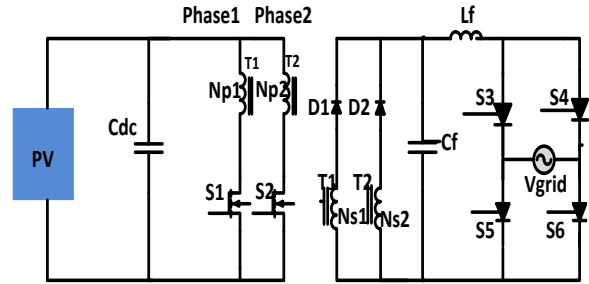 Phase1 Phase2
Lf
T1 T2
Np1 Np2
D1 D2
S3 S4
Cdc
Cf
PV
Vgrid
S1 S2
T1 T2
Ns1 Ns2
S5 S6